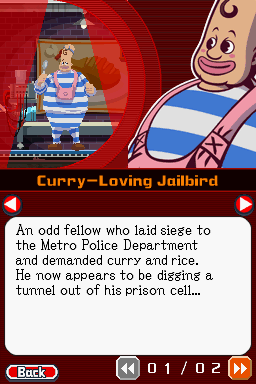 Curry-Loving Jailbird
An odd fellow who laid siege to
the Metro Police Department
and demanded curry and rice.
He now appears to be digging a
tunnel out of his prison cell...
Back
01/02